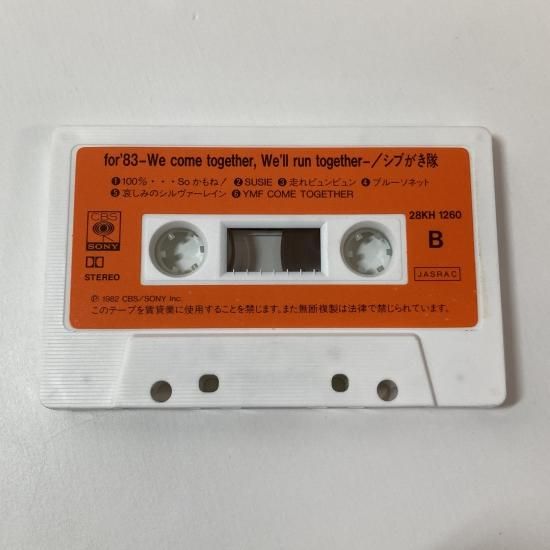 for'83-We come together, We'll run together-/シブがき隊
❶100%・・・Soかもね! ❷SUSIE ❸走れピュンピュン ❹ブルーソネット
❺哀しみのシルヴァーレイン ❻YMF COME TOGETHER
28KH 1260
CBS
SONY
B
STEREO
JASRAC
Ⓟ 1982 CBS/SONY Inc.
このテープを賃貸業に使用することを禁じます。また無断複製は法律で禁じられています。